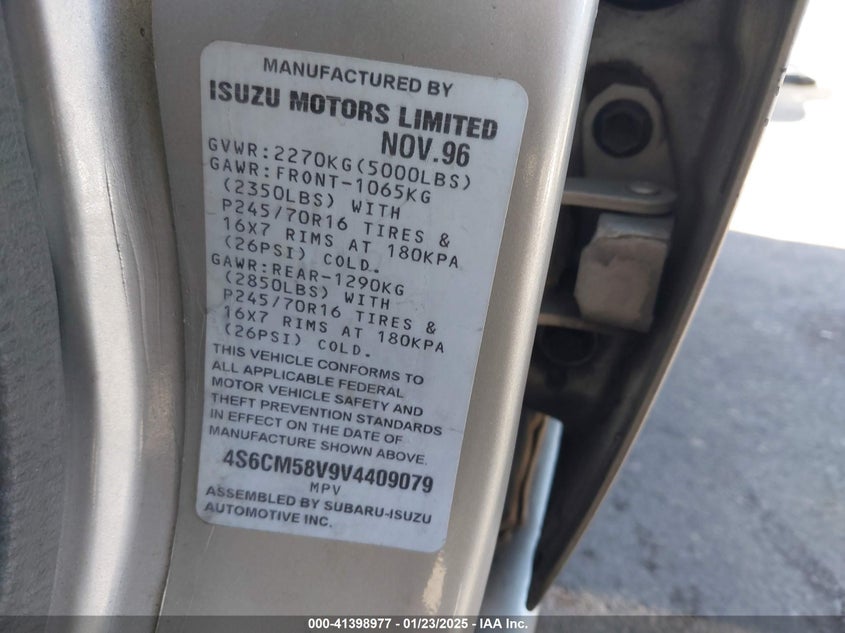 MANUFACTURED BY
ISUZU MOTORS LIMITED
NOV.96
GVWR:2270KG(5000LBS)
GAWR:FRONT-1065KG
(2350LBS) WITH
P245/70R16 TIRES &
16X7 RIMS AT 180KPA
(26PSI) COLD.
GAWR:REAR-1290KG
(2850LBS) WITH
P245/70R16 TIRES &
16X7 RIMS AT 180KPA
(26PSI) COLD.
THIS VEHICLE CONFORMS TO
ALL APPLICABLE FEDERAL
MOTOR VEHICLE SAFETY AND
THEFT PREVENTION STANDARDS
IN EFFECT ON THE DATE OF
MANUFACTURE SHOWN ABOVE.
4S6CM58V9V4409079
MPV
ASSEMBLED BY SUBARU-ISUZU
AUTOMOTIVE INC.
000-41398977 - 01/23/2025 - IAA Inc.